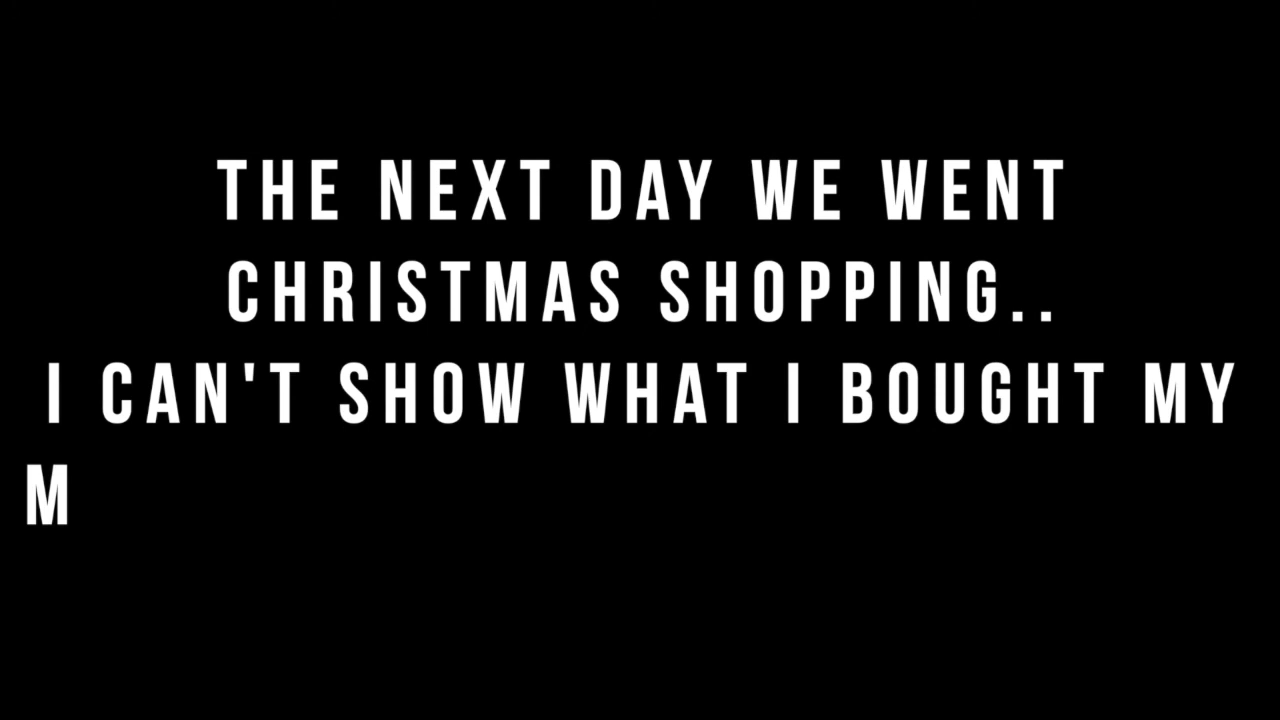 THE NEXT DAY WE WENT
CHRISTMAS SHOPPING..
I CAN'T SHOW WHAT I BOUGHT MY
M